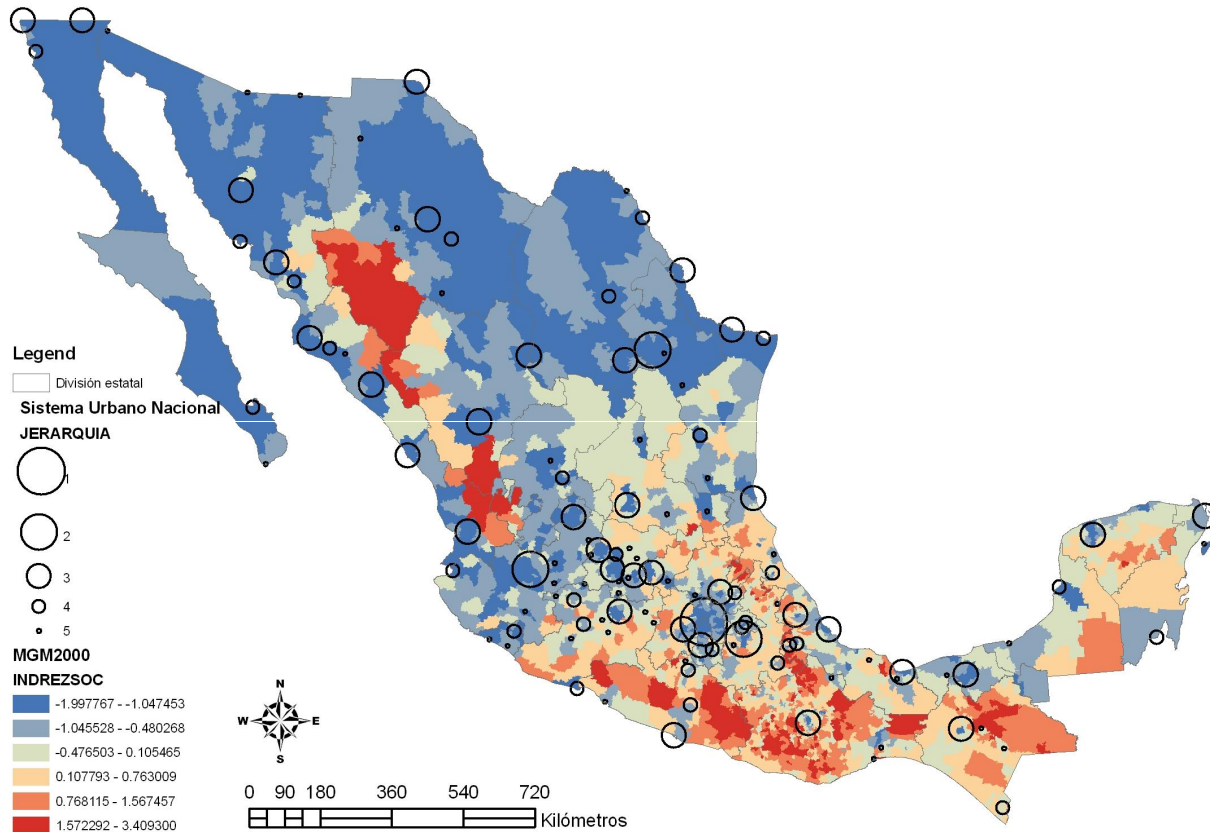 Legend
División estatal
Sistema Urbano Nacional
JERARQUIA
1
2
3
4
5
MGM2000
INDREZSOC
-1.997767 - -1.047453
-1.045528 - -0.480268
-0.476503 - 0.105465
0.107793 - 0.763009
0.768115 - 1.567457
1.572292 - 3.409300
N
W E
S
0 90 180 360 540 720
Kilómetros